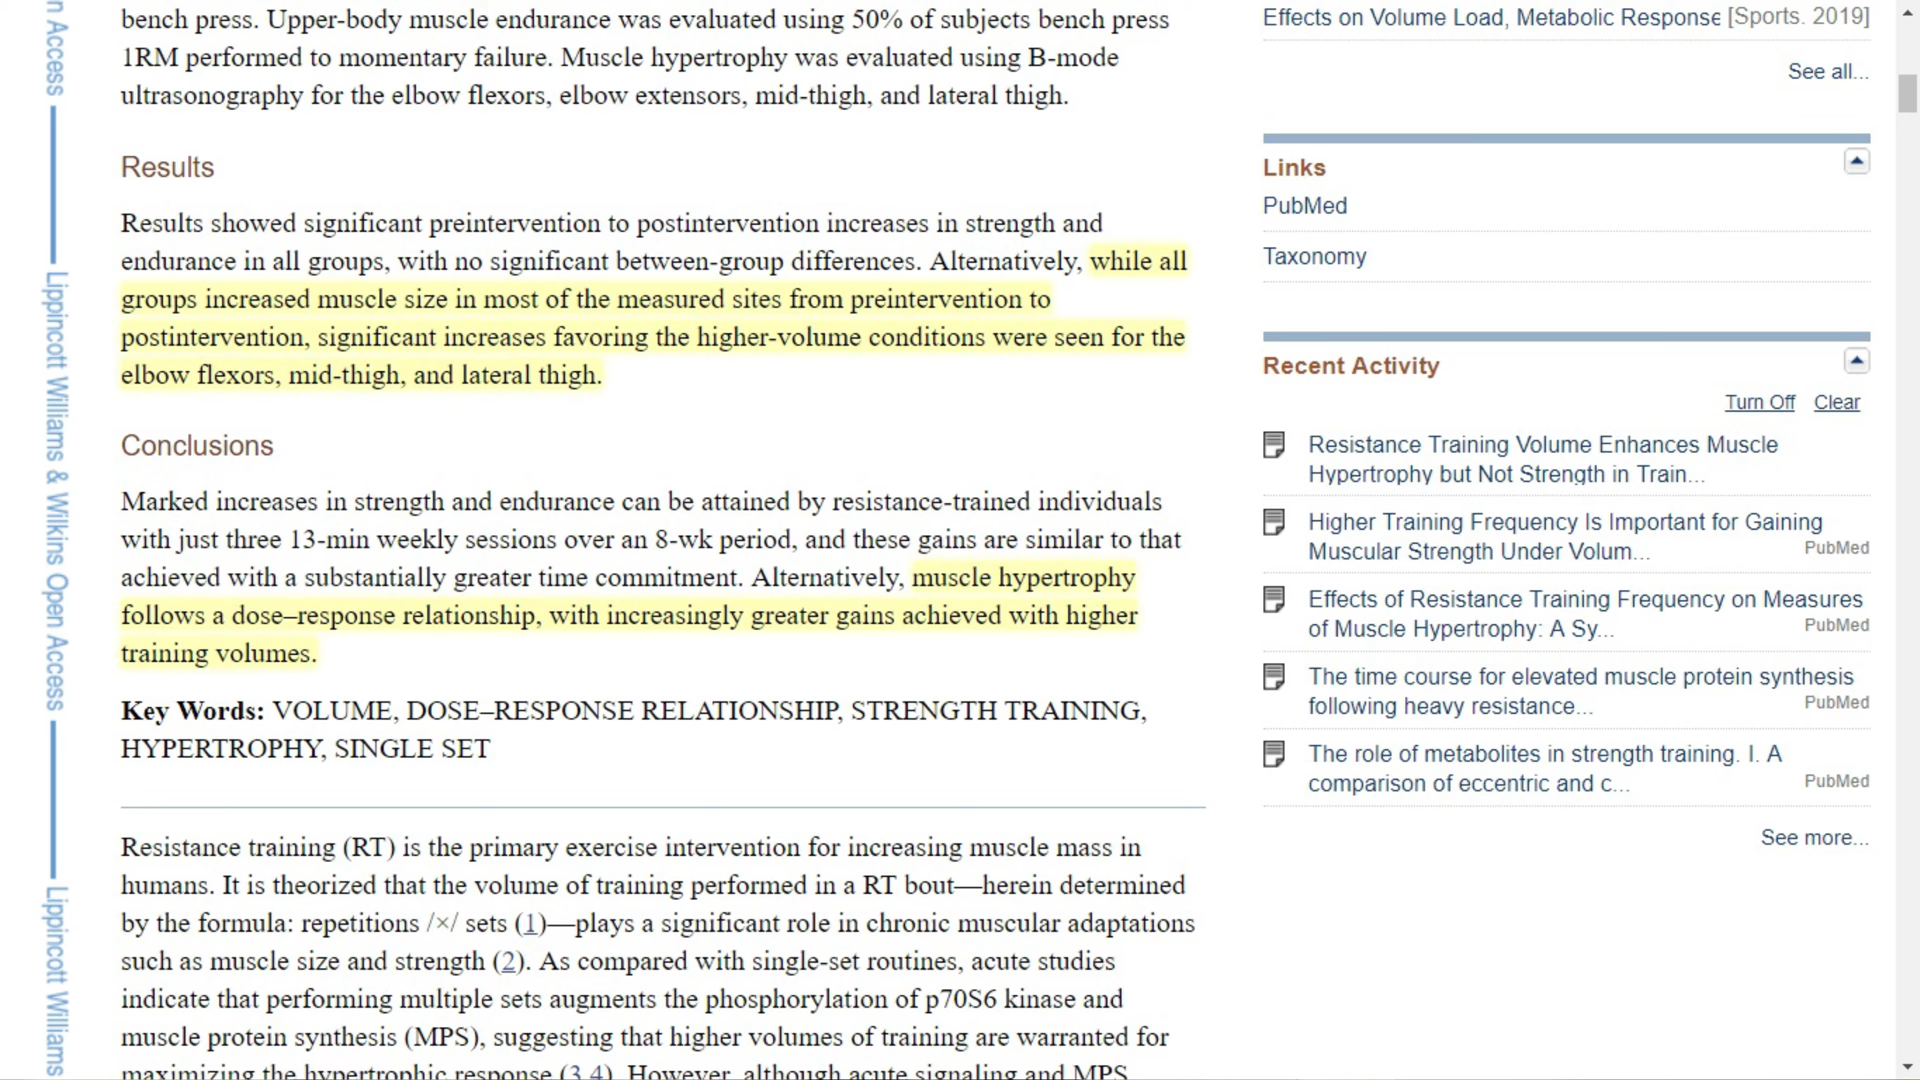 bench press. Upper-body muscle endurance was evaluated using 50% of subjects bench press
1RM performed to momentary failure. Muscle hypertrophy was evaluated using B-mode
ultrasonography for the elbow flexors, elbow extensors, mid-thigh, and lateral thigh.
Results
Results showed significant preintervention to postintervention increases in strength and
endurance in all groups, with no significant between-group differences. Alternatively, while all
groups increased muscle size in most of the measured sites from preintervention to
postintervention, significant increases favoring the higher-volume conditions were seen for the
elbow flexors, mid-thigh, and lateral thigh.
Conclusions
Marked increases in strength and endurance can be attained by resistance-trained individuals
with just three 13-min weekly sessions over an 8-wk period, and these gains are similar to that
achieved with a substantially greater time commitment. Alternatively, muscle hypertrophy
follows a dose–response relationship, with increasingly greater gains achieved with higher
training volumes.
Key Words: VOLUME, DOSE–RESPONSE RELATIONSHIP, STRENGTH TRAINING,
HYPERTROPHY, SINGLE SET
Resistance training (RT) is the primary exercise intervention for increasing muscle mass in
humans. It is theorized that the volume of training performed in a RT bout—herein determined
by the formula: repetitions /×/ sets (1)—plays a significant role in chronic muscular adaptations
such as muscle size and strength (2). As compared with single-set routines, acute studies
indicate that performing multiple sets augments the phosphorylation of p70S6 kinase and
muscle protein synthesis (MPS), suggesting that higher volumes of training are warranted for
maximizing the hypertrophic response (3,4). However, although acute signaling and MPS
n Access
Lippincott Williams & Wilkins Open Access
Lippincott Williams
Effects on Volume Load, Metabolic Response [Sports. 2019]
See all...
Links
PubMed
Taxonomy
Recent Activity
Turn Off Clear
Resistance Training Volume Enhances Muscle
Hypertrophy but Not Strength in Train...
Higher Training Frequency Is Important for Gaining
Muscular Strength Under Volum...
PubMed
Effects of Resistance Training Frequency on Measures
of Muscle Hypertrophy: A Sy...
PubMed
The time course for elevated muscle protein synthesis
following heavy resistance...
PubMed
The role of metabolites in strength training. I. A
comparison of eccentric and c...
PubMed
See more...